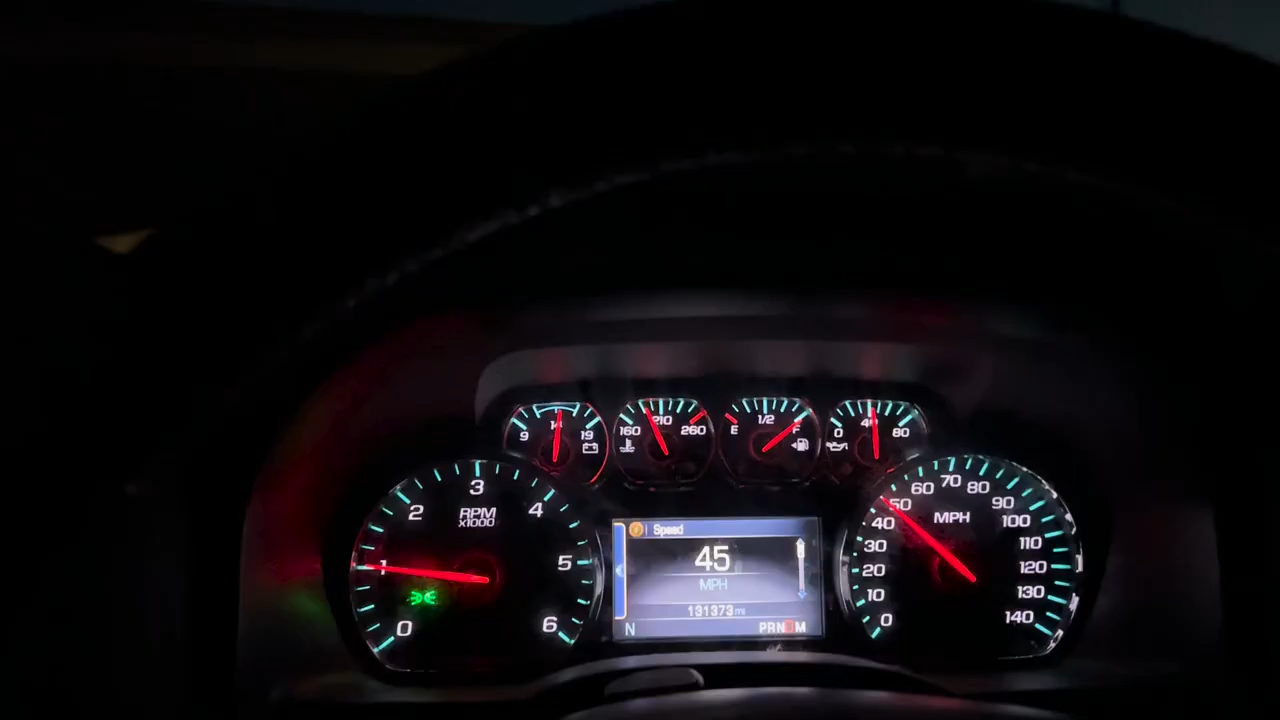 9 14 19
160 210 260
E 1/2 F
0 40 80
0 1 2 3 4 5 6
RPM
x1000
Speed
45
MPH
131373 mi
N
PRNDM
0 10 20 30 40 50 60 70 80 90 100 110 120 130 140
MPH